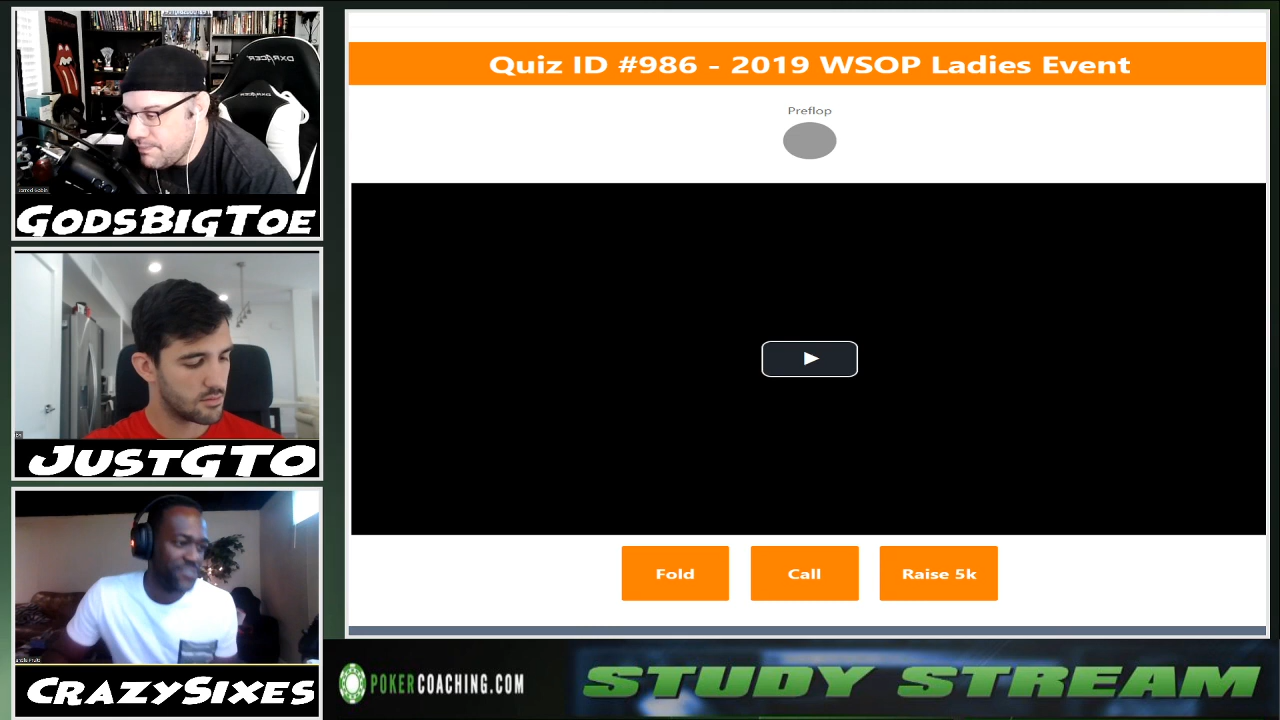 DXRACER
GODSBIGTOE
JUSTGTO
CRAZYSIXES
Quiz ID #986 - 2019 WSOP Ladies Event
Preflop
Fold
Call
Raise 5k
POKERCOACHING.COM
STUDY STREAM